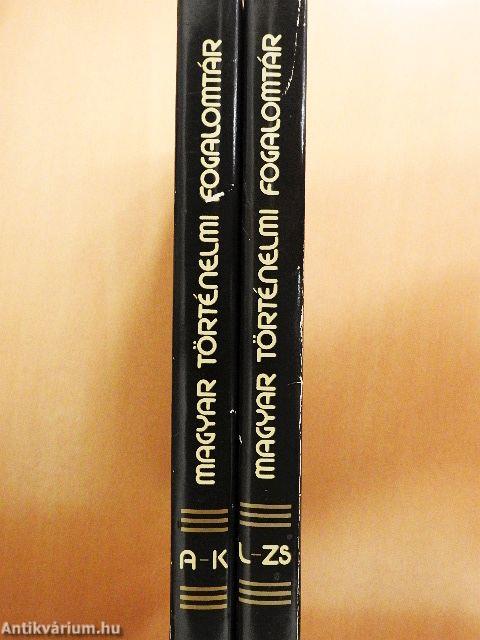 MAGYAR TÖRTÉNELMI FOGALOMTÁR
A-K
MAGYAR TÖRTÉNELMI FOGALOMTÁR
L-ZS
Antikvárium.hu